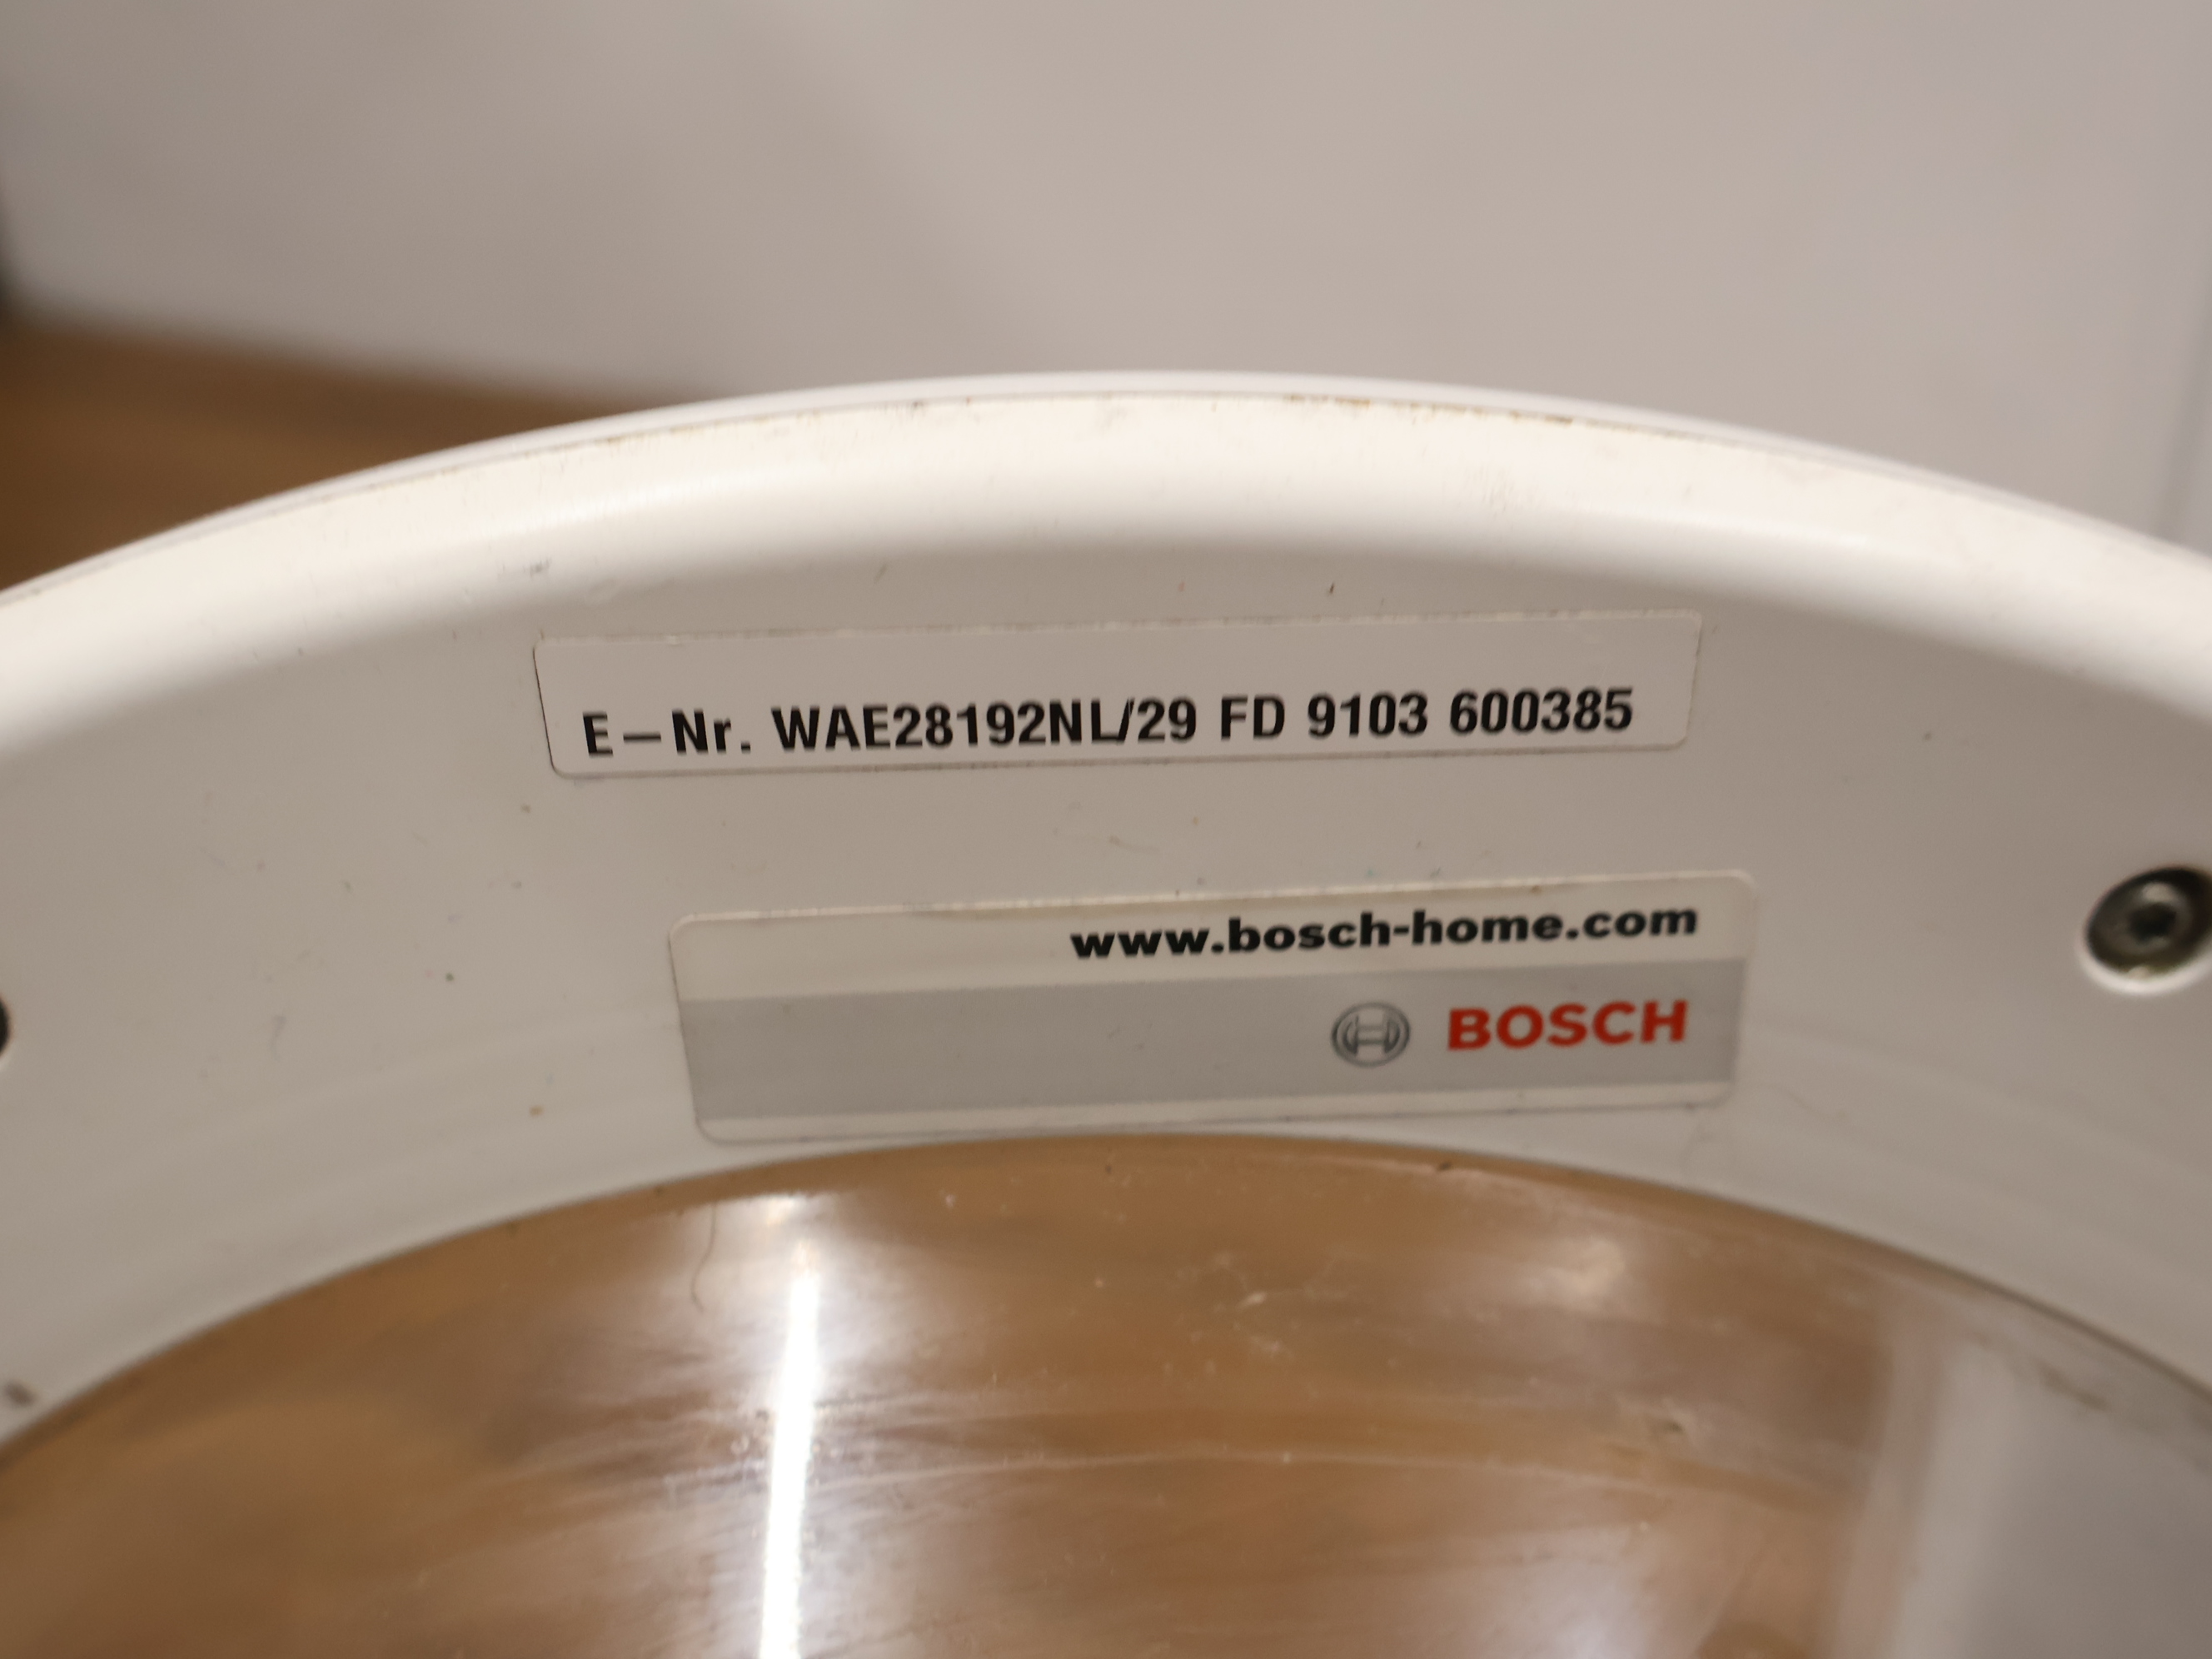 E-Nr. WAE28192NL/29 FD 9103 600385
www.bosch-home.com
BOSCH